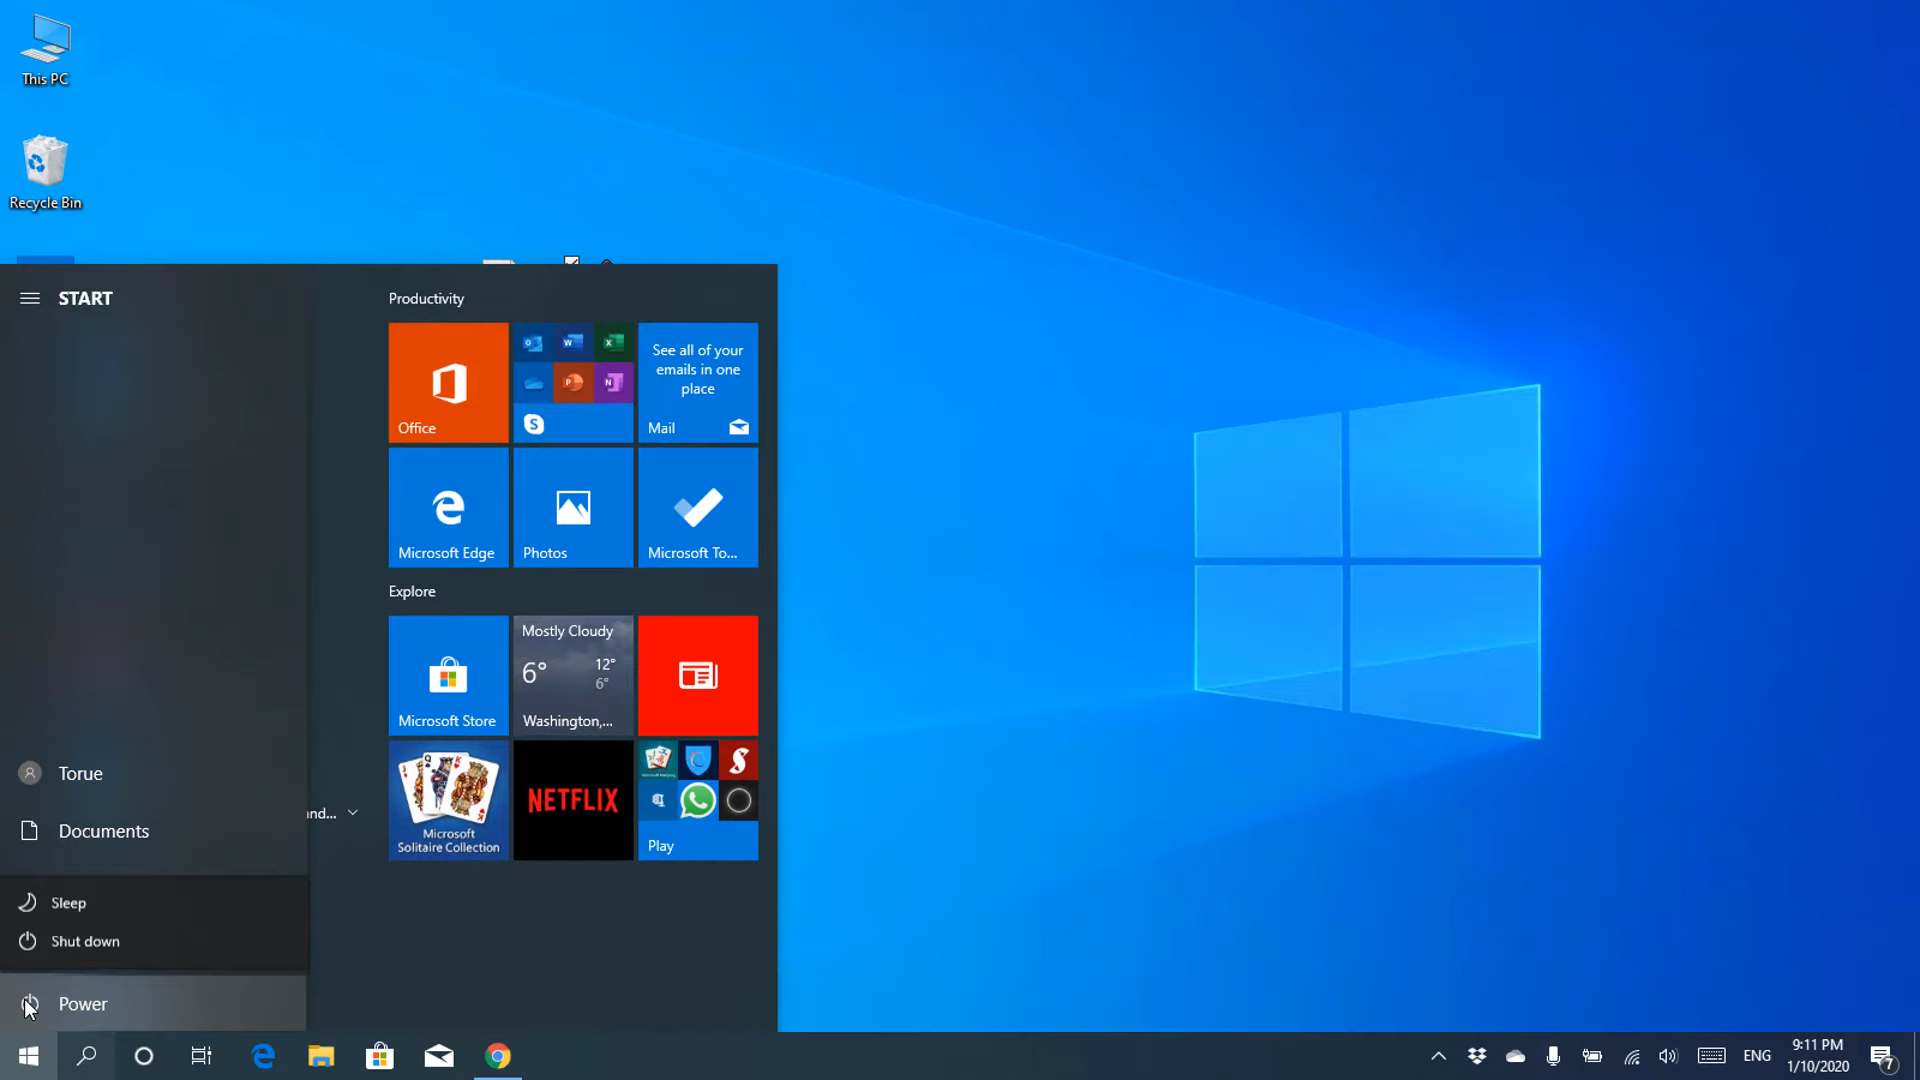 This PC
Recycle Bin
START
Productivity
Office
See all of your
emails in one
place
Mail
Microsoft Edge
Photos
Microsoft To...
Explore
Microsoft Store
Mostly Cloudy
6°
12°
6°
Washington,...
Microsoft
Solitaire Collection
NETFLIX
Play
Torue
Documents
nd...
Sleep
Shut down
Power
ENG
9:11 PM
1/10/2020
7